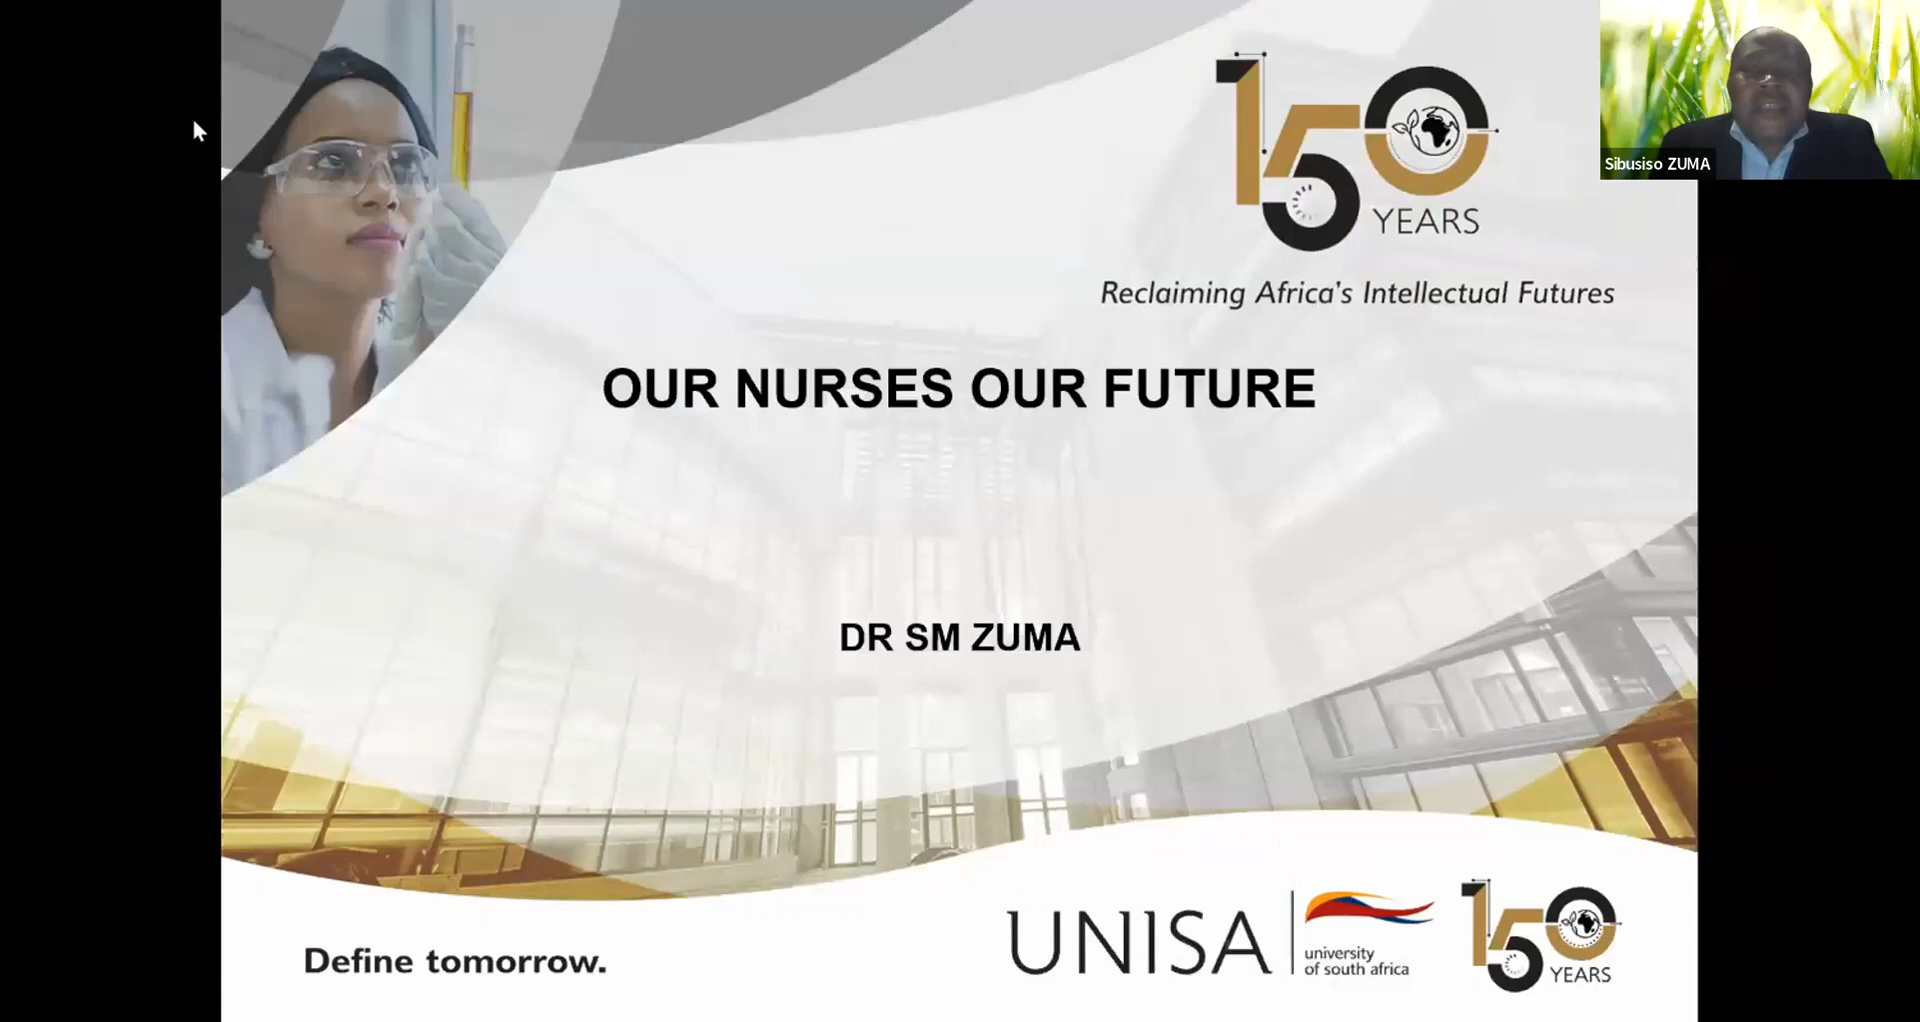 150
YEARS
Reclaiming Africa's Intellectual Futures
Sibusiso ZUMA
OUR NURSES OUR FUTURE
DR SM ZUMA
Define tomorrow.
UNISA
university
of south africa
150
YEARS